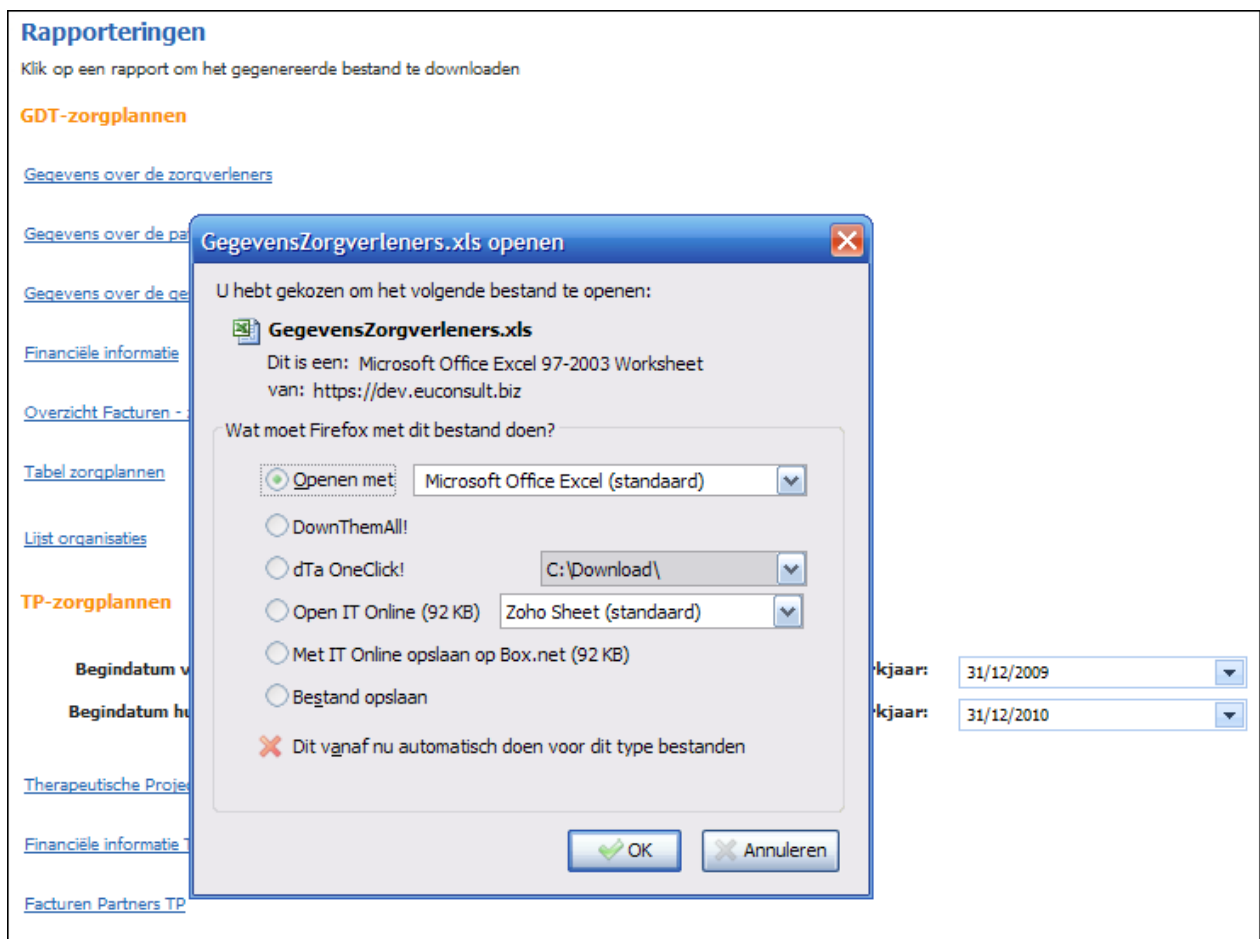 Rapporteringen
Klik op een rapport om het gegenereerde bestand te downloaden
GDT-zorgplannen
Gegevens over de zorgverleners
Gegevens over de
Gegevens over de
Financiële informatie
Overzicht Facturen -
Tabel zorgplannen
Lijst organisaties
TP-zorgplannen
Begindatum
31/12/2009
Begindatum
31/12/2010
Therapeutische
Financiële informatie
Facturen Partners TP
GegevensZorgverleners.xls openen
U hebt gekozen om het volgende bestand te openen:
GegevensZorgverleners.xls
Dit is een: Microsoft Office Excel 97-2003 Worksheet
van: https://dev.euconsult.biz
Wat moet Firefox met dit bestand doen?
Openen met Microsoft Office Excel (standaard)
DownThemAll!
dTa OneClick! C:\Download\
Open IT Online (92 KB) Zoho Sheet (standaard)
Met IT Online opslaan op Box.net (92 KB)
Bestand opslaan
Dit vanaf nu automatisch doen voor dit type bestanden
OK Annuleren